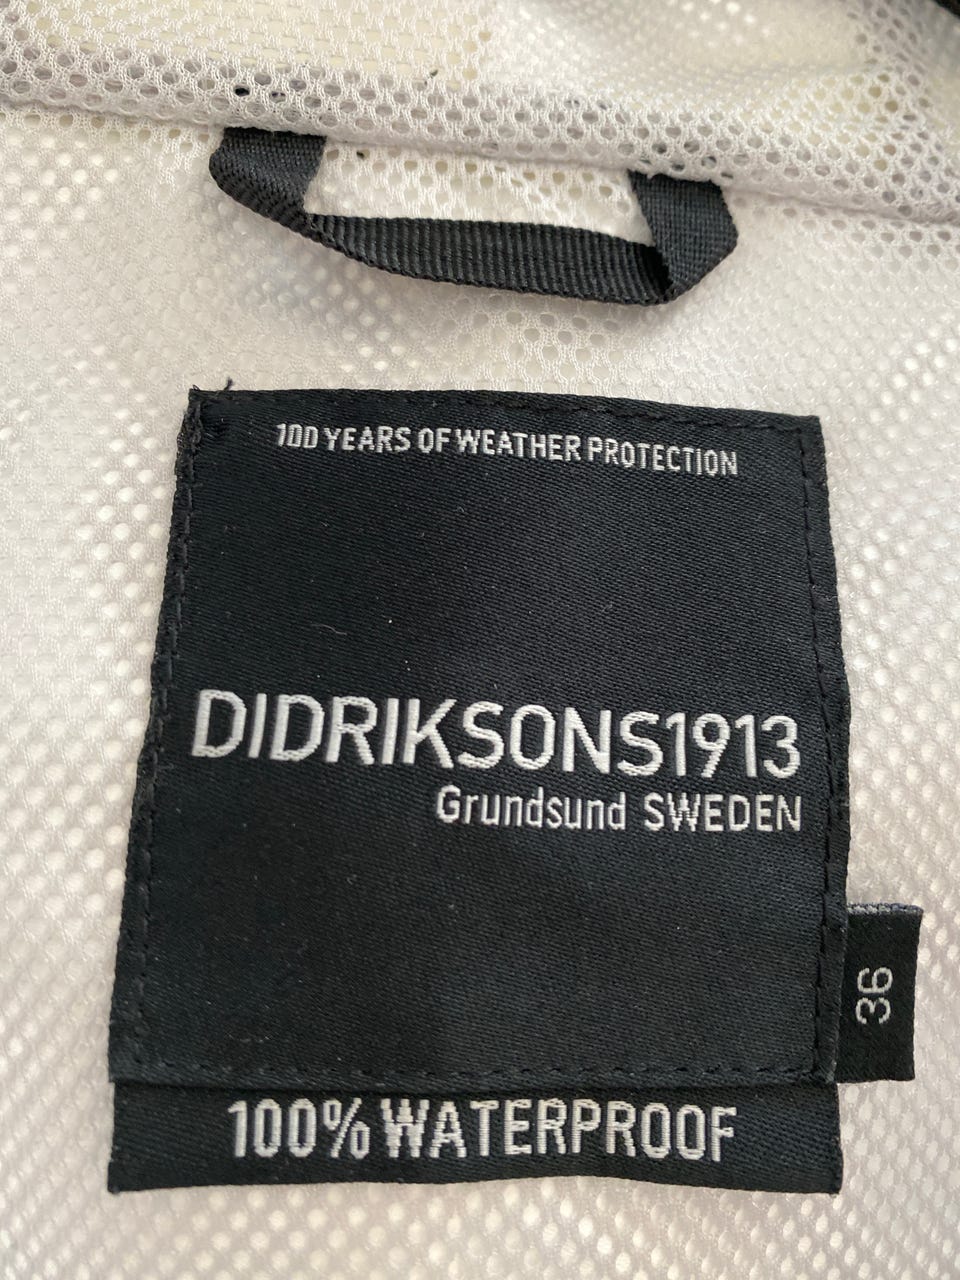 100 YEARS OF WEATHER PROTECTION
DIDRIKSONS1913
Grundsund SWEDEN
36
100% WATERPROOF